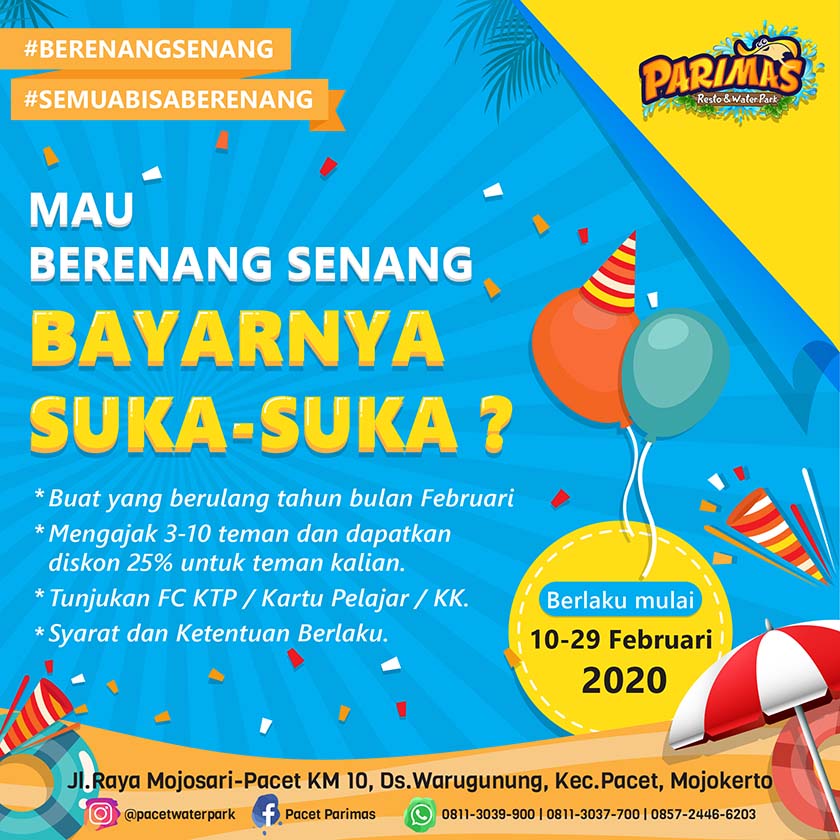 #BERENANGSENANG
#SEMUABISABERENANG
PARIMAS
Resto & Water Park
MAU
BERENANG SENANG
BAYARNYA
SUKA-SUKA ?
* Buat yang berulang tahun bulan Februari
* Mengajak 3-10 teman dan dapatkan
diskon 25% untuk teman kalian.
* Tunjukan FC KTP / Kartu Pelajar / KK.
* Syarat dan Ketentuan Berlaku.
Berlaku mulai
10-29 Februari
2020
Jl.Raya Mojosari-Pacet KM 10, Ds.Warugunung, Kec.Pacet, Mojokerto
@pacetwaterpark Pacet Parimas 0811-3039-900 | 0811-3037-700 | 0857-2446-6203